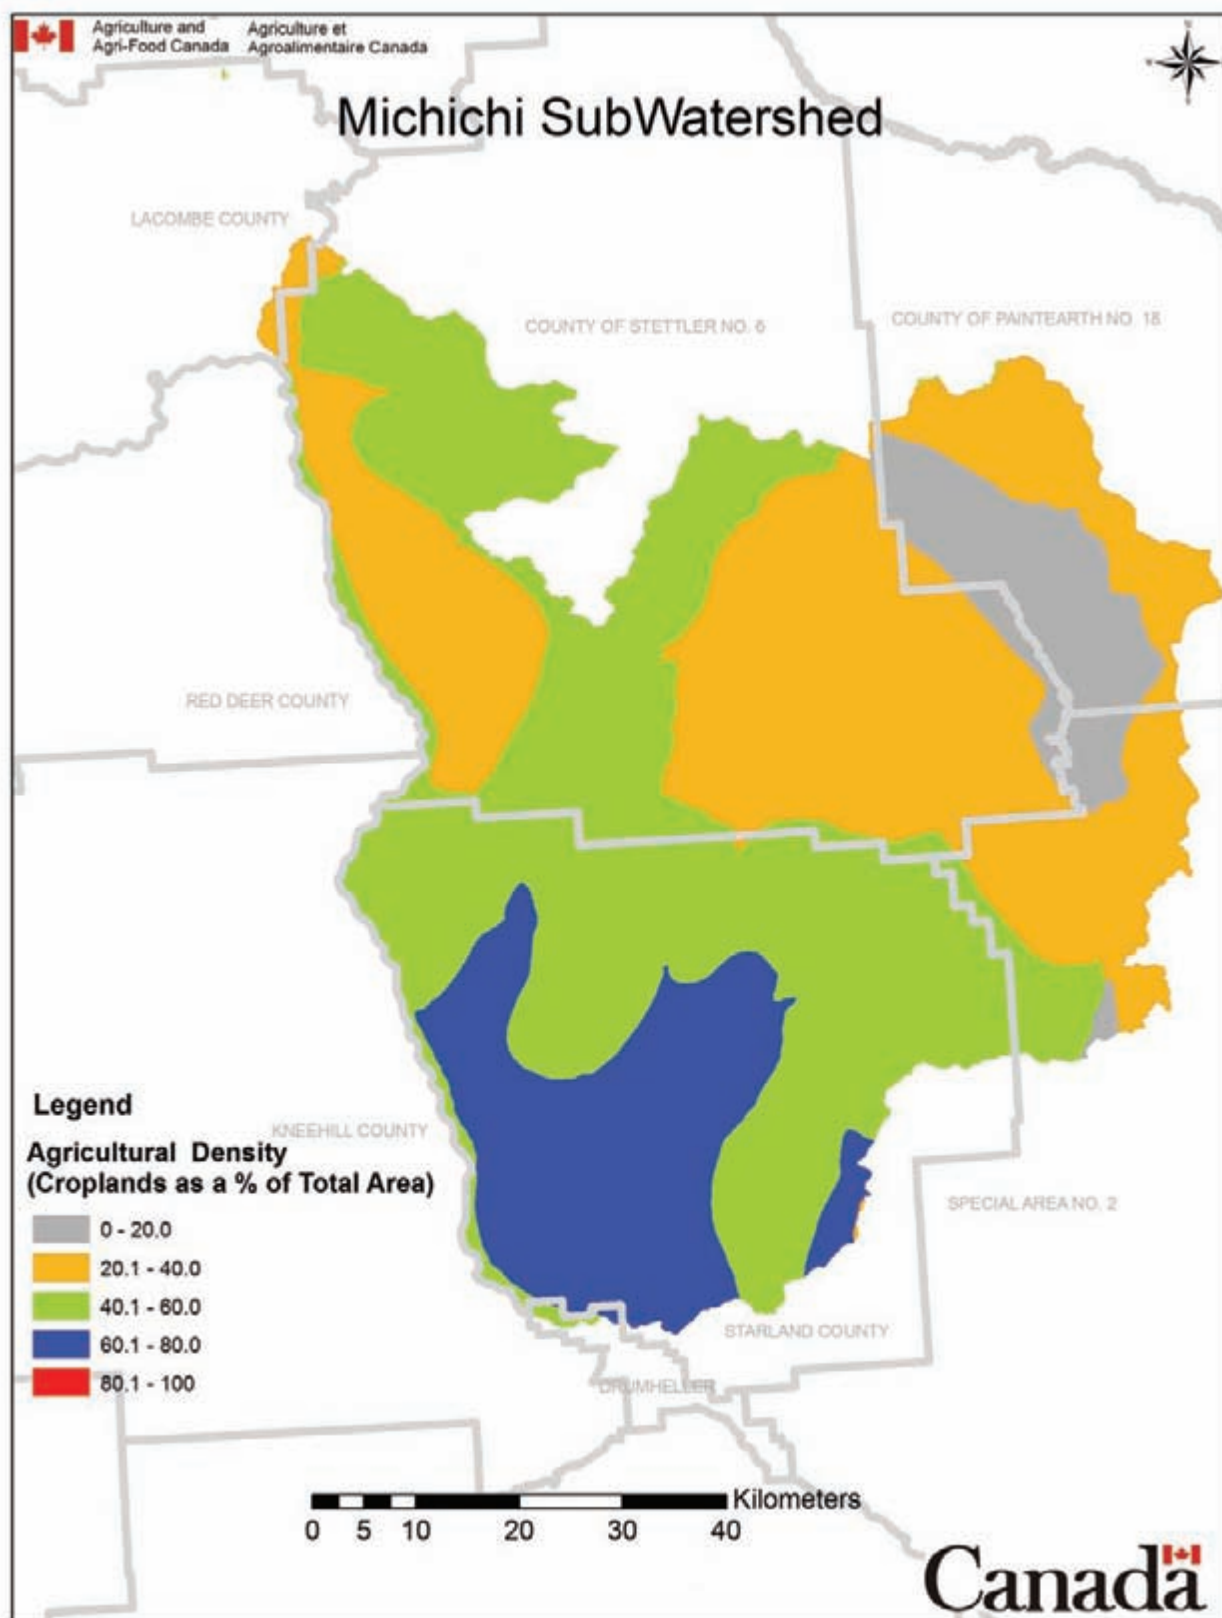 Agriculture and
Agri-Food Canada
Agriculture et
Agroalimentaire Canada
Michichi SubWatershed
LACOMBE COUNTY
COUNTY OF STETTLER NO. 6
COUNTY OF PAINTEARTH NO. 18
RED DEER COUNTY
Legend
KNEEHILL COUNTY
Agricultural Density
(Croplands as a % of Total Area)
SPECIAL AREA NO. 2
0 - 20.0
20.1 - 40.0
40.1 - 60.0
60.1 - 80.0
80.1 - 100
STARLAND COUNTY
DRUMHELLER
Kilometers
0 5 10 20 30 40
Canada